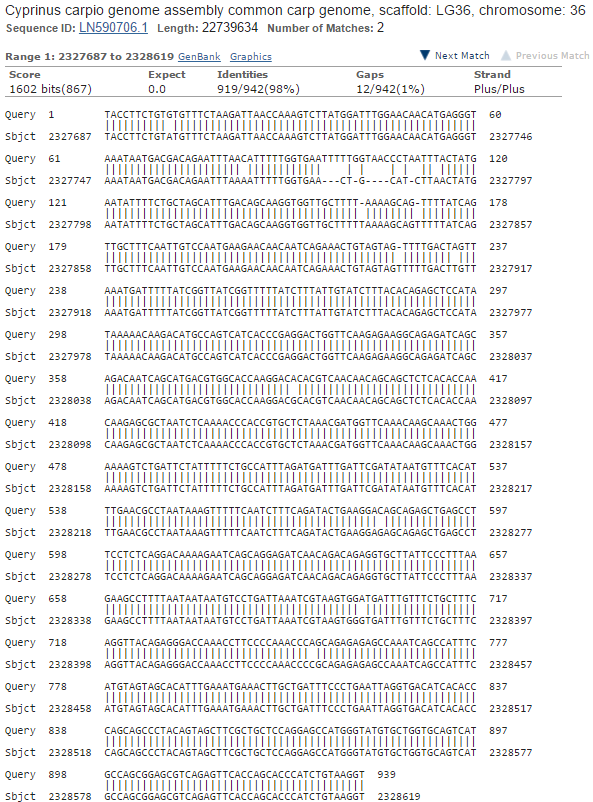 Cyprinus carpio genome assembly common carp genome, scaffold: LG36, chromosome: 36
Sequence ID: LN590706.1 Length: 22739634 Number of Matches: 2
Range 1: 2327687 to 2328619 GenBank Graphics Next Match Previous Match
Score Expect Identities Gaps Strand
1602 bits(867) 0.0 919/942(98%) 12/942(1%) Plus/Plus
Query 1 TACCTTCTGTGTGTTTCTAAGATTAACCAAAGTCTTATGGATTTGGAACAACATGAGGGT 60
Sbjct 2327687 TACCTTCTGTATGTTTCTAAGATTAACCAAAGTCTTATGGATTTGGAACAACATGAGGGT 2327746
Query 61 AAATAATGACGACAGAATTTAACATTTTTGGTGAATTTTTGGTAACCCTAATTTACTATG 120
Sbjct 2327747 AAATAATGACGACAGAATTTAAAATTTTTGGTGAA---CT-G----CAT-CTTAACTATG 2327797
Query 121 AATATTTTCTGCTAGCATTTGACAGCAAGGTGGTTGCTTTT-AAAAGCAG-TTTTATCAG 178
Sbjct 2327798 AATATTTTCTGCTAGCATTTGACAGCAAGGTGGTTGCTTTTTAAAAGCAGTTTTTATCAG 2327857
Query 179 TTGCTTTCAATTGTCCAATGAAGAACAACAATCAGAAACTGTAGTAG-TTTTGACTAGTT 237
Sbjct 2327858 TTGCTTTCAATTGTCCAATGAAGAACAACAATCAGAAACTGTAGTAGTTTTTGACTTGTT 2327917
Query 238 AAATGATTTTTATCGGTTATCGGTTTTTATCTTTATTGTATCTTTACACAGAGCTCCATA 297
Sbjct 2327918 AAATGATTTTTATCGGTTATCGGTTTTTATCTTTATTGTATCTTTACACAGAGCTCCATA 2327977
Query 298 TAAAAACAAGACATGCCAGTCATCACCCGAGGACTGGTTCAAGAGAAGGCAGAGATCAGC 357
Sbjct 2327978 TAAAAACAAGACATGCCAGTCATCACCCGAGGACTGGTTCAAGAGAAGGCAGAGATCAGC 2328037
Query 358 AGACAATCAGCATGACGTGGCACCAAGGACACACGTCAACAACAGCAGCTCTCACACCAA 417
Sbjct 2328038 AGACAATCAGCATGACGTGGCACCAAGGACGCACGTCAACAACAGCAGCTCTCACACCAA 2328097
Query 418 CAAGAGCGCTAATCTCAAAACCCACCGTGCTCTAAACGATGGTTCAAACAAGCAAACTGG 477
Sbjct 2328098 CAAGAGCGCTAATCTCAAAACCCACCGTGCTCTAAACGATGGTTCAAACAAGCAAACTGG 2328157
Query 478 AAAAGTCTGATTCTATTTTTCTGCCATTTAGATGATTTGATTCGATATAATGTTTCACAT 537
Sbjct 2328158 AAAAGTCTGATTCTATTTTTCTGCCATTTAGATGATTTGATTCGATATAATGTTTCACAT 2328217
Query 538 TTGAACGCCTAATAAAGTTTTTCAATCTTTCAGATACTGAAGGACAGCAGAGCTGAGCCT 597
Sbjct 2328218 TTGAACGCCTAATAAAGTTTTTCAATCTTTCAGATACTGAAGGAGAGCAGAGCTGAGCCT 2328277
Query 598 TCCTCTCAGGACAAAAGAATCAGCAGGAGATCAACAGACAGAGGTGCTTATTCCCTTTAA 657
Sbjct 2328278 TCCTCTCAGGACAAAAGAATCAGCAGGAGATCAACAGACAGAGGTGCTTATTCCCTTTAA 2328337
Query 658 GAAGCCTTTTAATAATAATGTCCTGATTAAATCGTAAGTGGATGATTTGTTTCTGCTTTC 717
Sbjct 2328338 GAAGCCTTTTAATAATAATGTCCTGATTAAATCGTAAGTGGGTGATTTGTTTCTGCTTTC 2328397
Query 718 AGGTTACAGAGGGACCAAACCTTCCCCAAACCCAGCAGAGAGAGCCAAATCAGCCATTTC 777
Sbjct 2328398 AGGTTACAGAGGGACCAAACCTTCCCCAAACCCCGCAGAGAGAGCCAAATCAGCCATTTC 2328457
Query 778 ATGTAGTAGCACATTTGAAATGAAACTTGCTGATTTCCCTGAATTAGGTGACATCACACC 837
Sbjct 2328458 ATGTAGTAGCACATTTGAAATGAAACTTGCTGATTTCCCTGAATTAGGTGACATCACACC 2328517
Query 838 CAGCAGCCCTACAGTAGCTTCGCTGCTCCAGGAGCCATGGGTATGTGCTGGTGCAGTCAT 897
Sbjct 2328518 CAGCAGCCCTACAGTAGCTTCGCTGCTCCAGGAGCCATGGGTATGTGCTGGTGCAGTCAT 2328577
Query 898 GCCAGCGGAGCGTCAGAGTTCACCAGCACCCATCTGTAAGGT 939
Sbjct 2328578 GCCAGCGGAGCGTCAGAGTTCACCAGCACCCATCTGTAAGGT 2328619